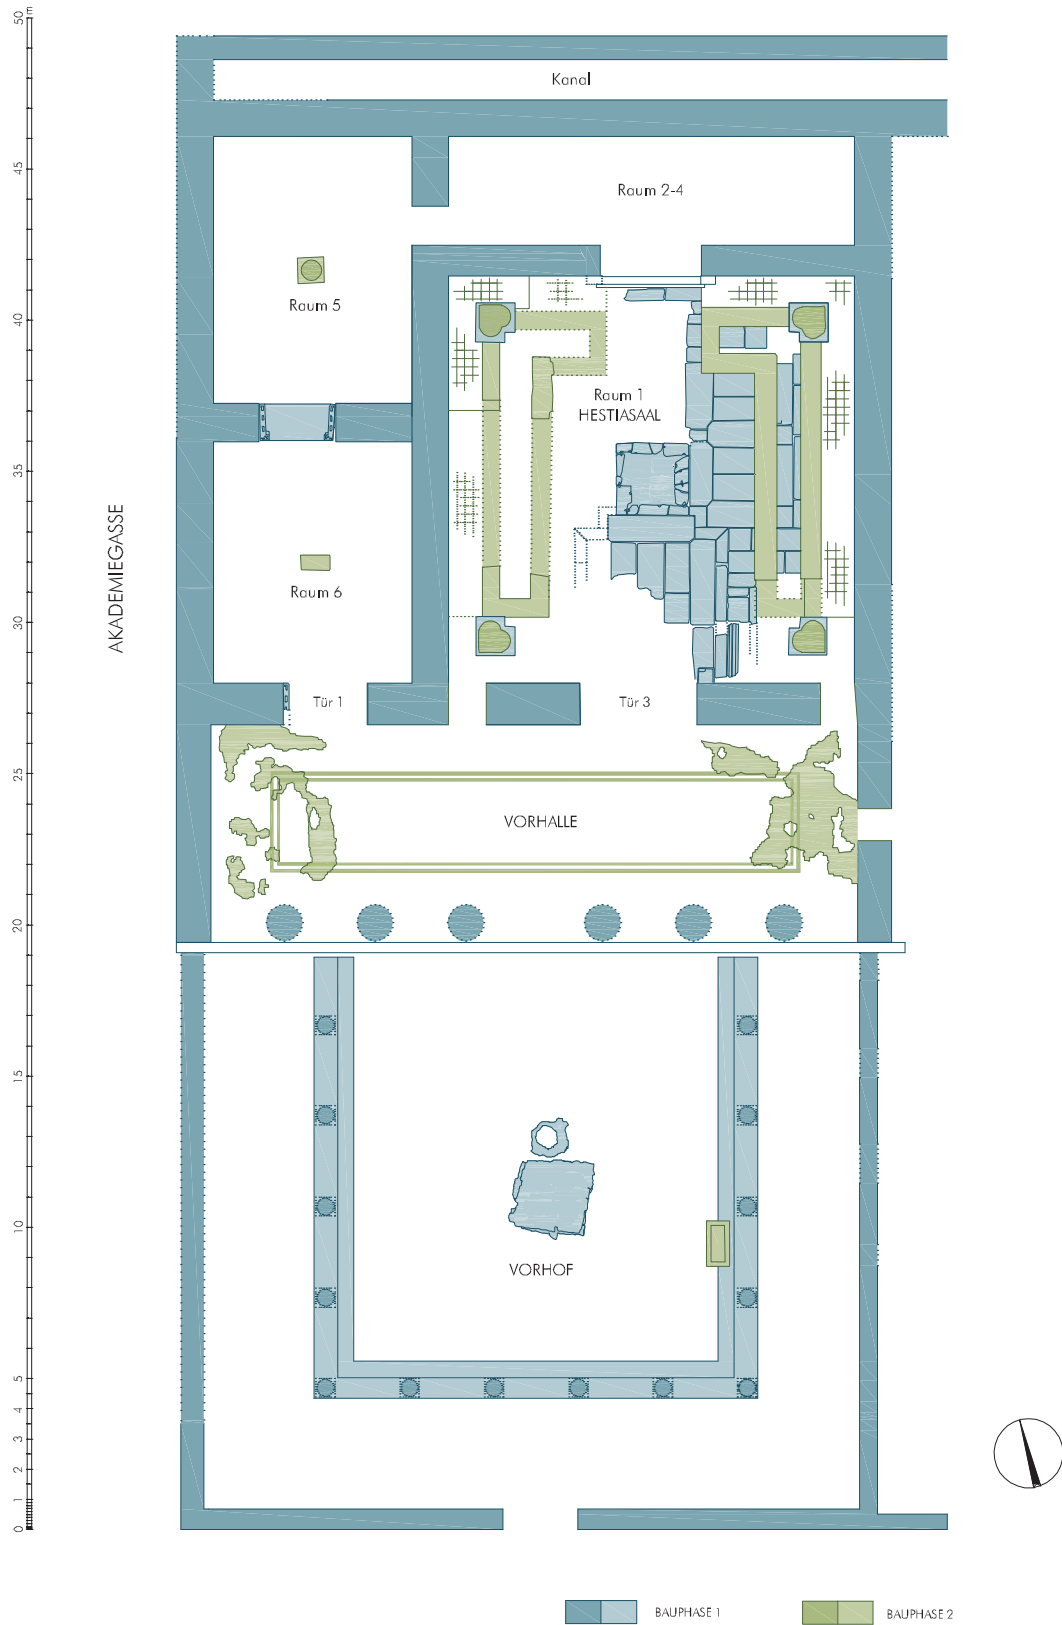 50 m
Kanal
45
Raum 2-4
Raum 5
40
Raum 1
HESTIASAAL
35
AKADEMIEGASSE
Raum 6
30
Tür 1
Tür 3
25
VORHALLE
20
15
10
VORHOF
5
4
3
2
1
0
BAUPHASE 1
BAUPHASE 2